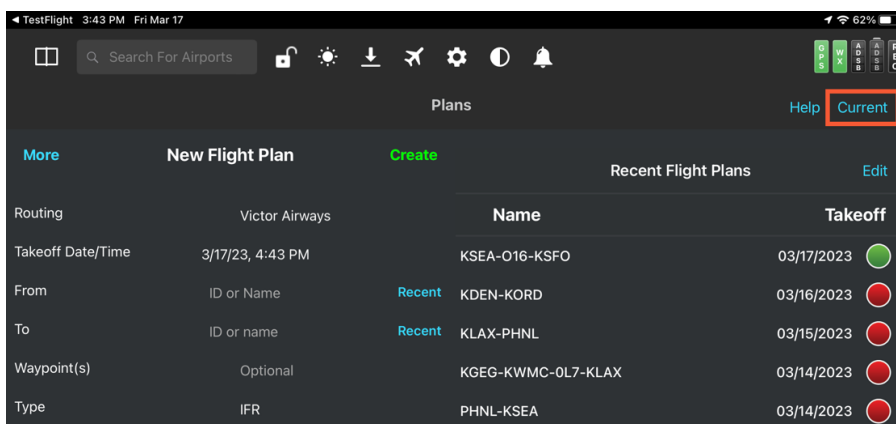 ◀ TestFlight 3:43 PM Fri Mar 17 62%
Search For Airports GPS WX ADSB ADSB
Plans Help Current
More New Flight Plan Create
Recent Flight Plans Edit
Routing Victor Airways
Name Takeoff
Takeoff Date/Time 3/17/23, 4:43 PM
KSEA-O16-KSFO 03/17/2023
From ID or Name Recent
KDEN-KORD 03/16/2023
To ID or name Recent
KLAX-PHNL 03/15/2023
Waypoint(s) Optional
KGEG-KWMC-0L7-KLAX 03/14/2023
Type IFR
PHNL-KSEA 03/14/2023